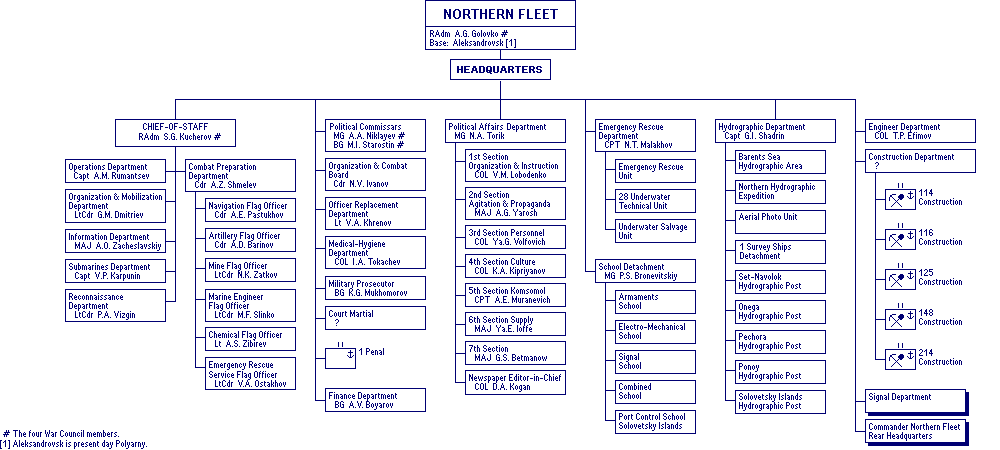 NORTHERN FLEET
RAdm A.G. Golovko #
Base: Aleksandrovsk [1]
HEADQUARTERS
CHIEF-OF-STAFF
RAdm S.G. Kucherov #
Operations Department
Capt A.M. Rumantsev
Organization & Mobilization
Department
LtCdr G.M. Dmitriev
Information Department
MAJ A.O. Zacheslavskiy
Submarines Department
Capt V.P. Karpunin
Reconnaissance
Department
LtCdr P.A. Vizgin
Combat Preparation
Department
Cdr A.Z. Shmelev
Navigation Flag Officer
Cdr A.E. Pastukhov
Artillery Flag Officer
Cdr A.D. Barinov
Mine Flag Officer
LtCdr N.K. Zatkov
Marine Engineer
Flag Officer
LtCdr M.F. Slinko
Chemical Flag Officer
Lt A.S. Zibirev
Emergency Rescue
Service Flag Officer
LtCdr V.A. Ostakhov
Political Commissars
MG A.A. Niklayev #
BG M.I. Starostin #
Organization & Combat
Board
Cdr N.V. Ivanov
Officer Replacement
Department
Lt V.A. Khrenov
Medical-Hygiene
Department
COL I.A. Tokachev
Military Prosecutor
BG K.G. Mukhomorov
Court Martial
?
1 Penal
Finance Department
BG A.V. Boyarov
Political Affairs Department
MG N.A. Torik
1st Section
Organization & Instruction
COL V.M. Lobodenko
2nd Section
Agitation & Propaganda
MAJ A.G. Yarosh
3rd Section Personnel
COL Ya.G. Volfovich
4th Section Culture
COL K.A. Kipriyanov
5th Section Komsomol
CPT A.E. Muranevich
6th Section Supply
MAJ Ya.E. Ioffe
7th Section
MAJ G.S. Betmanow
Newspaper Editor-in-Chief
COL D.A. Kogan
Emergency Rescue
Department
CPT N.T. Malakhov
Emergency Rescue
Unit
28 Underwater
Technical Unit
Underwater Salvage
Unit
School Detachment
MG P.S. Bronevitskiy
Armaments
School
Electro-Mechanical
School
Signal
School
Combined
School
Port Control School
Solovetsky Islands
Hydrographic Department
Capt G.I. Shadrin
Barents Sea
Hydrographic Area
Northern Hydrographic
Expedition
Aerial Photo Unit
1 Survey Ships
Detachment
Set-Navolok
Hydrographic Post
Onega
Hydrographic Post
Pechora
Hydrographic Post
Ponoy
Hydrographic Post
Solovetsky Islands
Hydrographic Post
Engineer Department
COL T.P. Efimov
Construction Department
?
114
Construction
116
Construction
125
Construction
148
Construction
214
Construction
Signal Department
Commander Northern Fleet
Rear Headquarters
# The four War Council members.
[1] Aleksandrovsk is present day Polyarny.